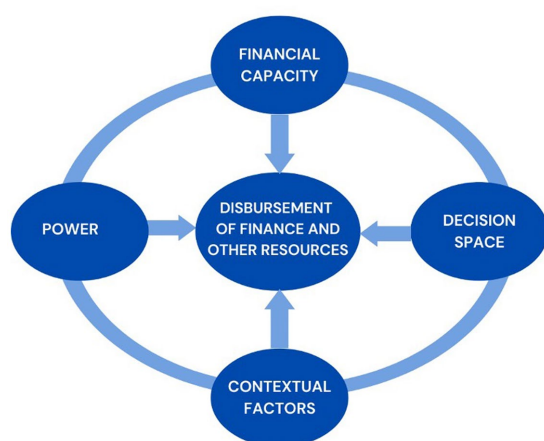 FINANCIAL
CAPACITY
POWER
DISBURSEMENT
OF FINANCE AND
OTHER RESOURCES
DECISION
SPACE
CONTEXTUAL
FACTORS